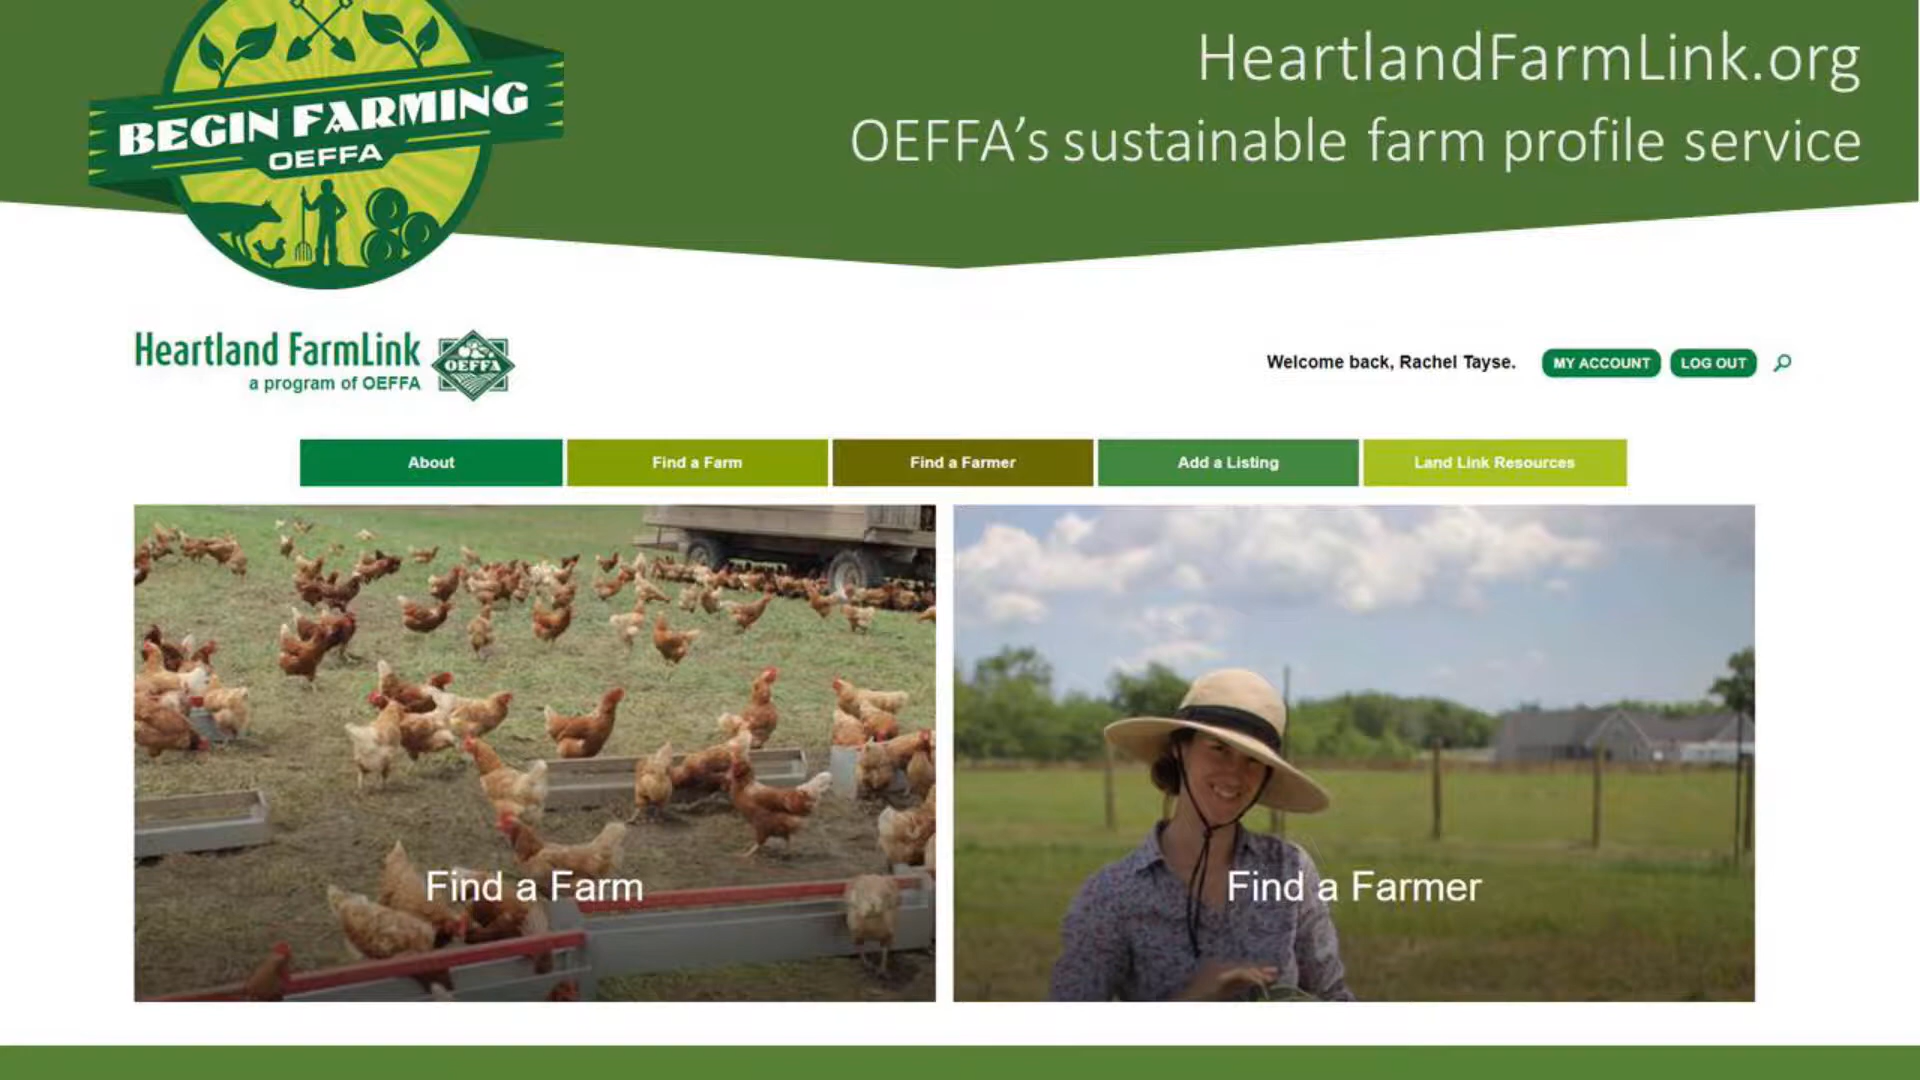 HeartlandFarmLink.org
OEFFA's sustainable farm profile service
BEGIN FARMING
OEFFA
Heartland FarmLink
a program of OEFFA
OEFFA
Welcome back, Rachel Tayse.
MY ACCOUNT
LOG OUT
About
Find a Farm
Find a Farmer
Add a Listing
Land Link Resources
Find a Farm
Find a Farmer